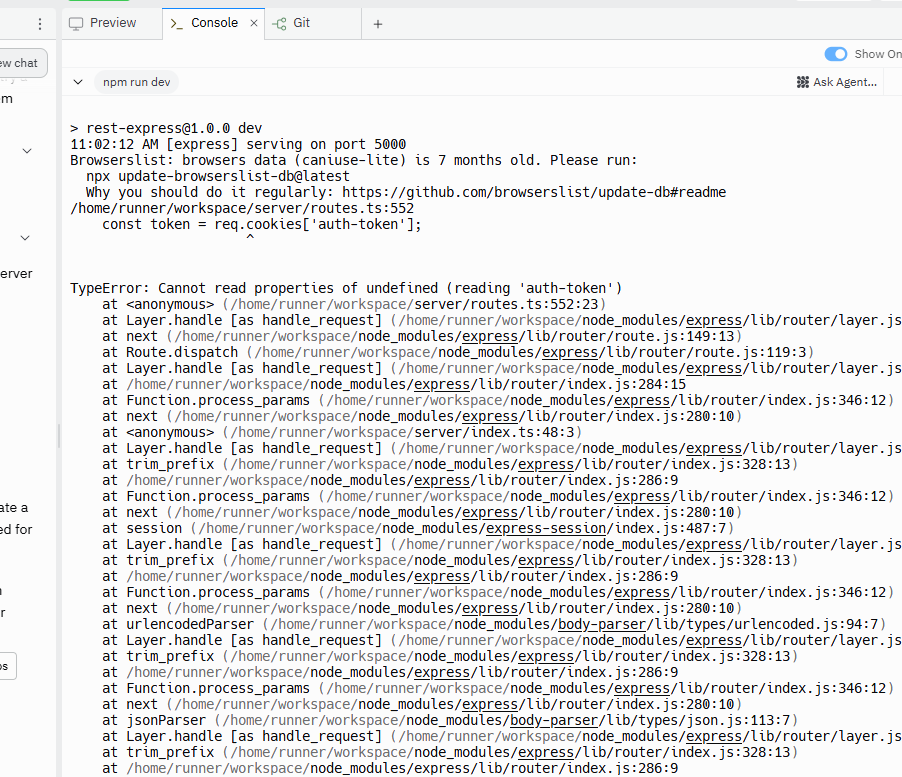 Preview
Console
Git
ew chat
Show On
npm run dev
Ask Agent...
em
erver
ate a
ed for
r
os
> rest-express@1.0.0 dev
11:02:12 AM [express] serving on port 5000
Browserslist: browsers data (caniuse-lite) is 7 months old. Please run:
  npx update-browserslist-db@latest
  Why you should do it regularly: https://github.com/browserslist/update-db#readme
/home/runner/workspace/server/routes.ts:552
    const token = req.cookies['auth-token'];
                      ^
TypeError: Cannot read properties of undefined (reading 'auth-token')
    at <anonymous> (/home/runner/workspace/server/routes.ts:552:23)
    at Layer.handle [as handle_request] (/home/runner/workspace/node_modules/express/lib/router/layer.js
    at next (/home/runner/workspace/node_modules/express/lib/router/route.js:149:13)
    at Route.dispatch (/home/runner/workspace/node_modules/express/lib/router/route.js:119:3)
    at Layer.handle [as handle_request] (/home/runner/workspace/node_modules/express/lib/router/layer.js
    at /home/runner/workspace/node_modules/express/lib/router/index.js:284:15
    at Function.process_params (/home/runner/workspace/node_modules/express/lib/router/index.js:346:12)
    at next (/home/runner/workspace/node_modules/express/lib/router/index.js:280:10)
    at <anonymous> (/home/runner/workspace/server/index.ts:48:3)
    at Layer.handle [as handle_request] (/home/runner/workspace/node_modules/express/lib/router/layer.js
    at trim_prefix (/home/runner/workspace/node_modules/express/lib/router/index.js:328:13)
    at /home/runner/workspace/node_modules/express/lib/router/index.js:286:9
    at Function.process_params (/home/runner/workspace/node_modules/express/lib/router/index.js:346:12)
    at next (/home/runner/workspace/node_modules/express/lib/router/index.js:280:10)
    at session (/home/runner/workspace/node_modules/express-session/index.js:487:7)
    at Layer.handle [as handle_request] (/home/runner/workspace/node_modules/express/lib/router/layer.js
    at trim_prefix (/home/runner/workspace/node_modules/express/lib/router/index.js:328:13)
    at /home/runner/workspace/node_modules/express/lib/router/index.js:286:9
    at Function.process_params (/home/runner/workspace/node_modules/express/lib/router/index.js:346:12)
    at next (/home/runner/workspace/node_modules/express/lib/router/index.js:280:10)
    at urlencodedParser (/home/runner/workspace/node_modules/body-parser/lib/types/urlencoded.js:94:7)
    at Layer.handle [as handle_request] (/home/runner/workspace/node_modules/express/lib/router/layer.js
    at trim_prefix (/home/runner/workspace/node_modules/express/lib/router/index.js:328:13)
    at /home/runner/workspace/node_modules/express/lib/router/index.js:286:9
    at Function.process_params (/home/runner/workspace/node_modules/express/lib/router/index.js:346:12)
    at next (/home/runner/workspace/node_modules/express/lib/router/index.js:280:10)
    at jsonParser (/home/runner/workspace/node_modules/body-parser/lib/types/json.js:113:7)
    at Layer.handle [as handle_request] (/home/runner/workspace/node_modules/express/lib/router/layer.js
    at trim_prefix (/home/runner/workspace/node_modules/express/lib/router/index.js:328:13)
    at /home/runner/workspace/node_modules/express/lib/router/index.js:286:9